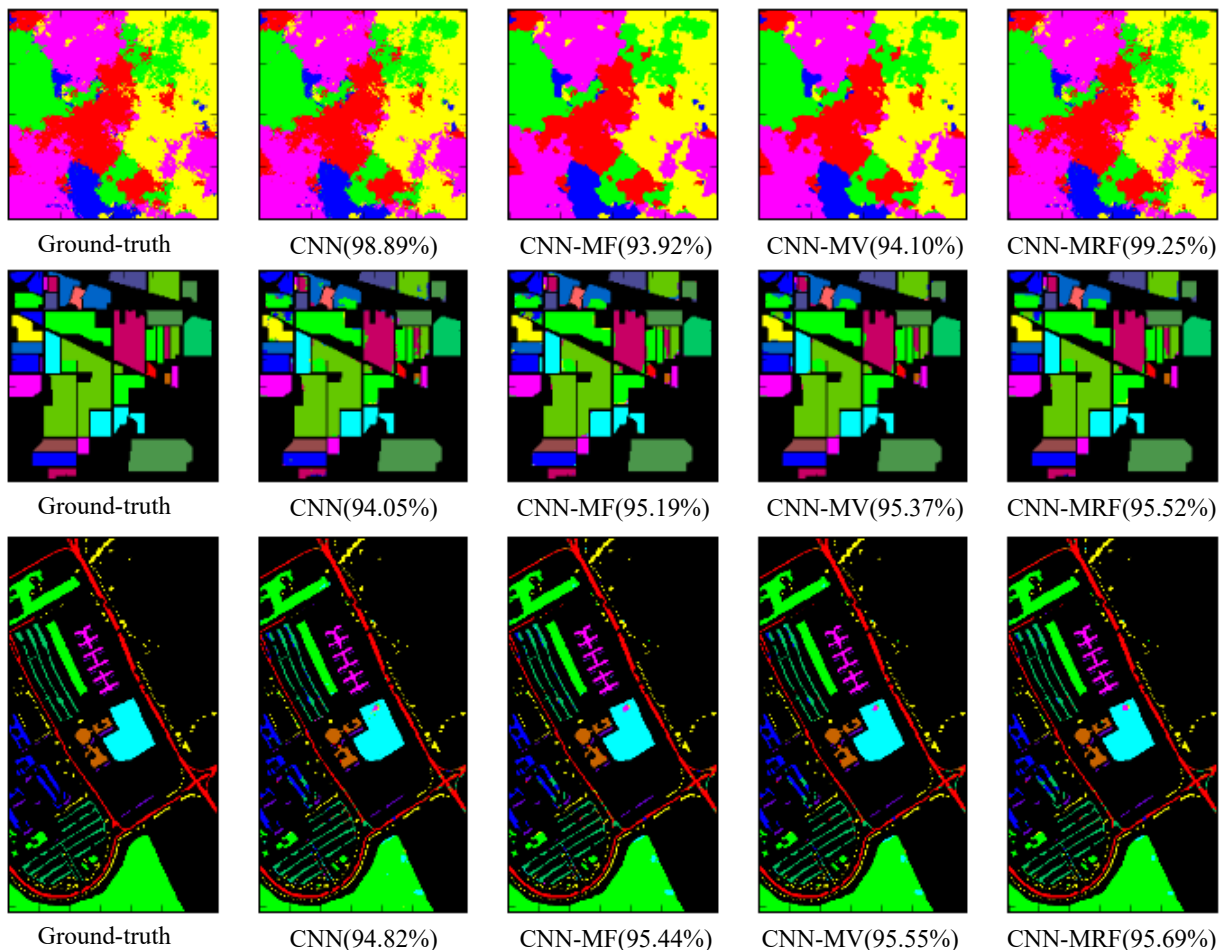 Ground-truth CNN(98.89%) CNN-MF(93.92%) CNN-MV(94.10%) CNN-MRF(99.25%)
Ground-truth CNN(94.05%) CNN-MF(95.19%) CNN-MV(95.37%) CNN-MRF(95.52%)
Ground-truth CNN(94.82%) CNN-MF(95.44%) CNN-MV(95.55%) CNN-MRF(95.69%)